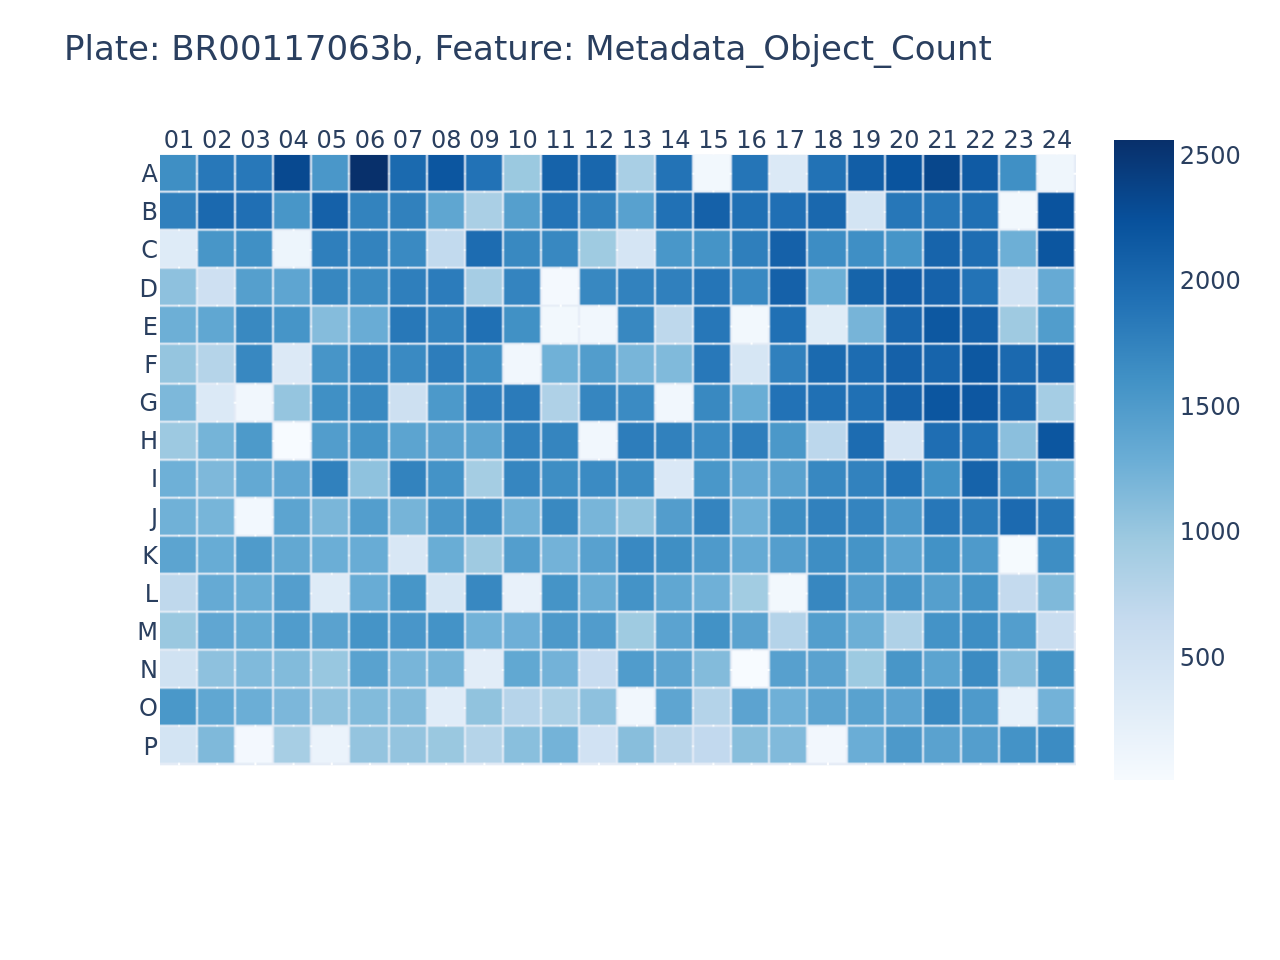 Plate: BR00117063b, Feature: Metadata_Object_Count
01 02 03 04 05 06 07 08 09 10 11 12 13 14 15 16 17 18 19 20 21 22 23 24
A
B
C
D
E
F
G
H
I
J
K
L
M
N
O
P
2500
2000
1500
1000
500